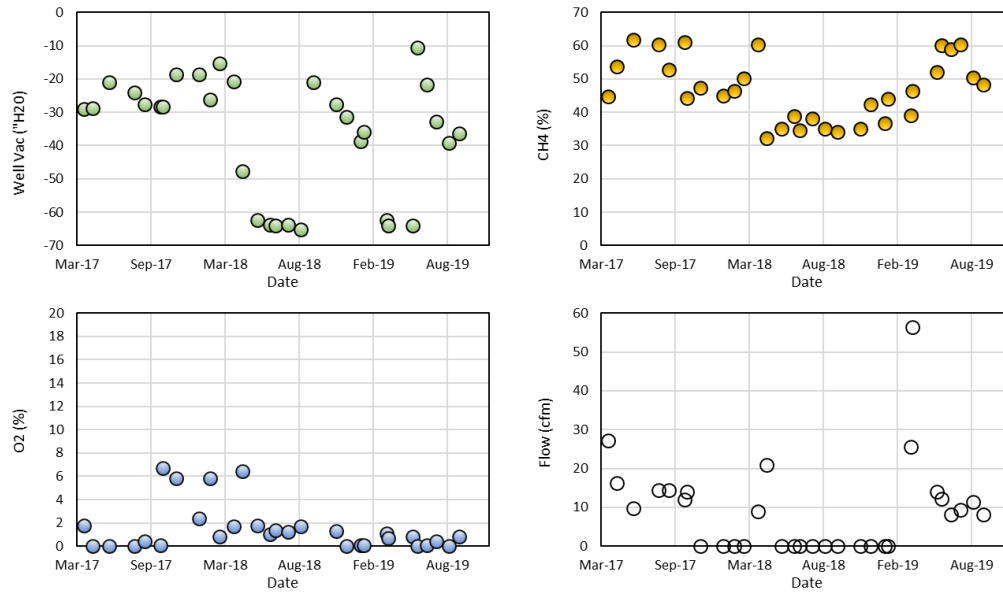 0
-10
-20
-30
-40
-50
-60
-70
Well Vac ("H20)
Mar-17 Sep-17 Mar-18 Aug-18 Feb-19 Aug-19
Date
70
60
50
40
30
20
10
0
CH4 (%)
Mar-17 Sep-17 Mar-18 Aug-18 Feb-19 Aug-19
Date
20
18
16
14
12
10
8
6
4
2
0
O2 (%)
Mar-17 Sep-17 Mar-18 Aug-18 Feb-19 Aug-19
Date
60
50
40
30
20
10
0
Flow (cfm)
Mar-17 Sep-17 Mar-18 Aug-18 Feb-19 Aug-19
Date